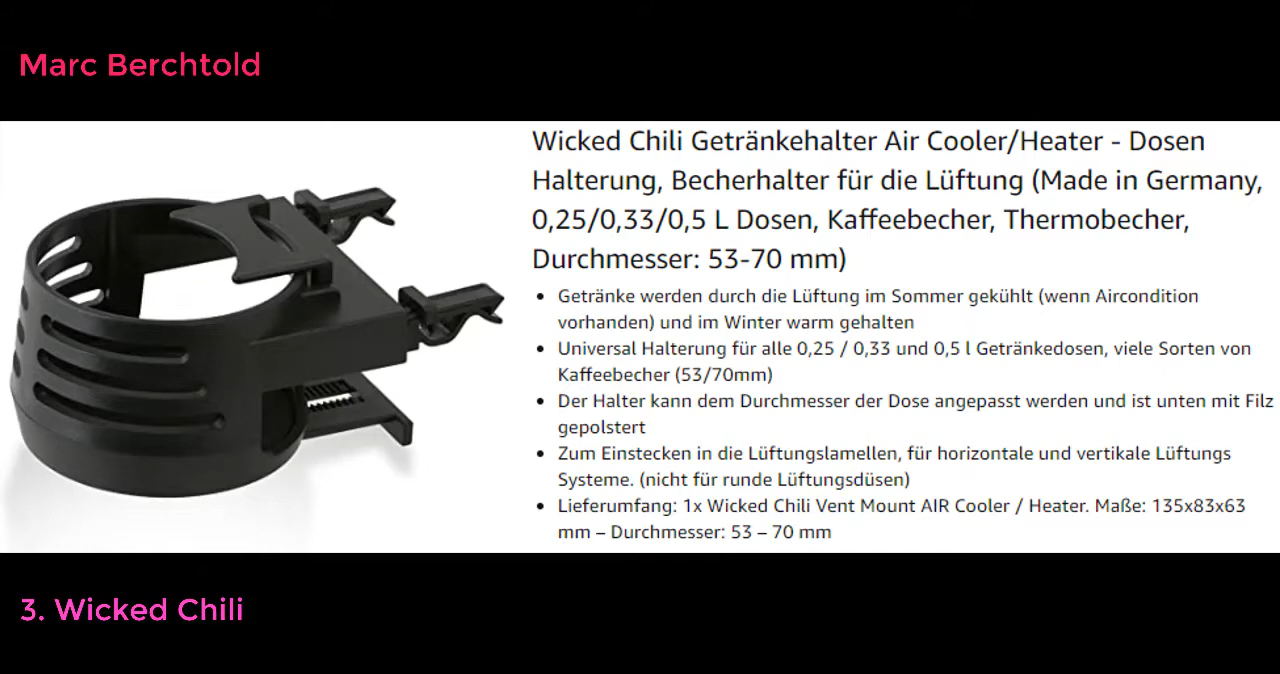 Marc Berchtold
Wicked Chili Getränkehalter Air Cooler/Heater - Dosen
Halterung, Becherhalter für die Lüftung (Made in Germany,
0,25/0,33/0,5 L Dosen, Kaffeebecher, Thermobecher,
Durchmesser: 53-70 mm)
• Getränke werden durch die Lüftung im Sommer gekühlt (wenn Aircondition
vorhanden) und im Winter warm gehalten
• Universal Halterung für alle 0,25 / 0,33 und 0,5 l Getränkedosen, viele Sorten von
Kaffeebecher (53/70mm)
• Der Halter kann dem Durchmesser der Dose angepasst werden und ist unten mit Filz
gepolstert
• Zum Einstecken in die Lüftungslamellen, für horizontale und vertikale Lüftungs
Systeme. (nicht für runde Lüftungsdüsen)
• Lieferumfang: 1x Wicked Chili Vent Mount AIR Cooler / Heater. Maße: 135x83x63
mm – Durchmesser: 53 – 70 mm
3. Wicked Chili